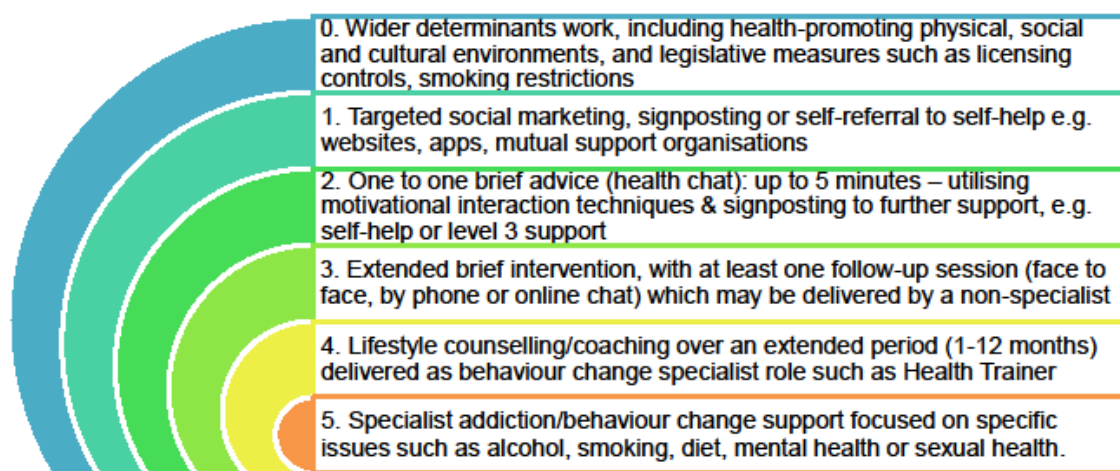 0. Wider determinants work, including health-promoting physical, social
and cultural environments, and legislative measures such as licensing
controls, smoking restrictions
1. Targeted social marketing, signposting or self-referral to self-help e.g.
websites, apps, mutual support organisations
2. One to one brief advice (health chat): up to 5 minutes – utilising
motivational interaction techniques & signposting to further support, e.g.
self-help or level 3 support
3. Extended brief intervention, with at least one follow-up session (face to
face, by phone or online chat) which may be delivered by a non-specialist
4. Lifestyle counselling/coaching over an extended period (1-12 months)
delivered as behaviour change specialist role such as Health Trainer
5. Specialist addiction/behaviour change support focused on specific
issues such as alcohol, smoking, diet, mental health or sexual health.